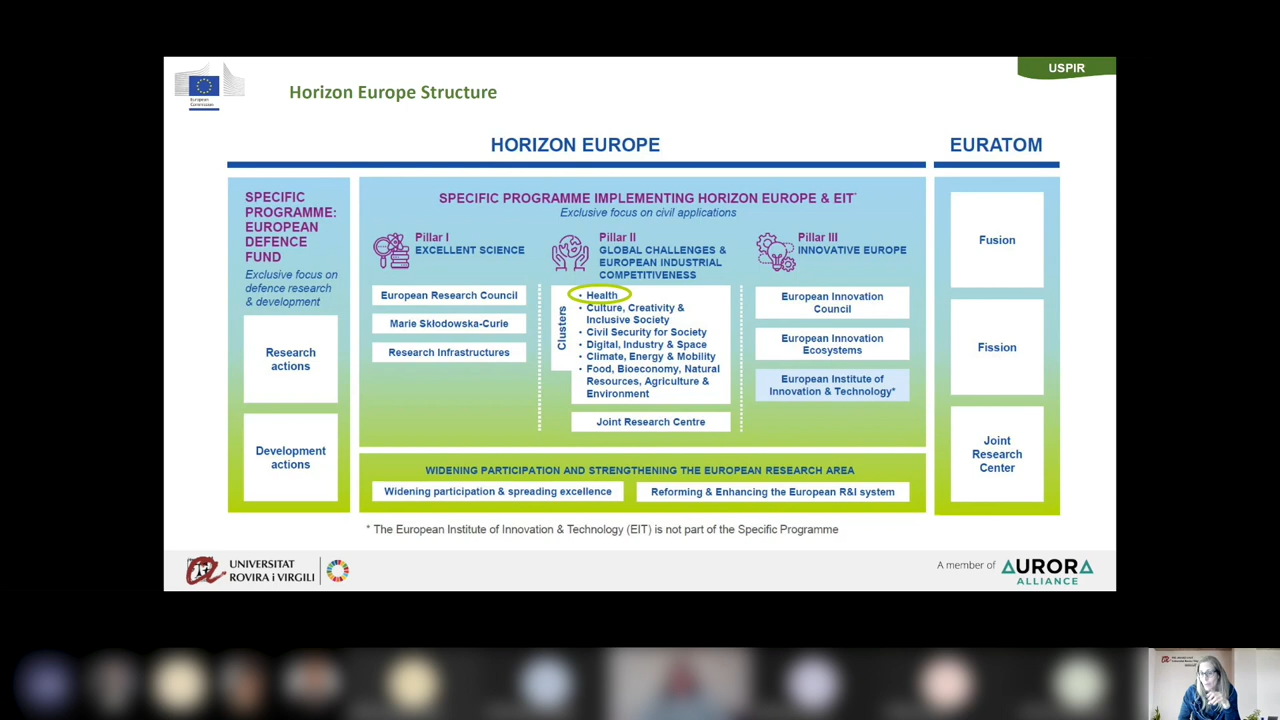 European
Commission
Horizon Europe Structure
USPIR
HORIZON EUROPE
EURATOM
SPECIFIC
PROGRAMME:
EUROPEAN
DEFENCE
FUND
Exclusive focus on
defence research
& development
Research
actions
Development
actions
SPECIFIC PROGRAMME IMPLEMENTING HORIZON EUROPE & EIT*
Exclusive focus on civil applications
Pillar I
EXCELLENT SCIENCE
European Research Council
Marie Skłodowska-Curie
Research Infrastructures
Pillar II
GLOBAL CHALLENGES &
EUROPEAN INDUSTRIAL
COMPETITIVENESS
Clusters
• Health
• Culture, Creativity &
Inclusive Society
• Civil Security for Society
• Digital, Industry & Space
• Climate, Energy & Mobility
• Food, Bioeconomy, Natural
Resources, Agriculture &
Environment
Joint Research Centre
Pillar III
INNOVATIVE EUROPE
European Innovation
Council
European Innovation
Ecosystems
European Institute of
Innovation & Technology*
WIDENING PARTICIPATION AND STRENGTHENING THE EUROPEAN RESEARCH AREA
Widening participation & spreading excellence
Reforming & Enhancing the European R&I system
Fusion
Fission
Joint
Research
Center
* The European Institute of Innovation & Technology (EIT) is not part of the Specific Programme
UNIVERSITAT
ROVIRA i VIRGILI
A member of
AURORA
ALLIANCE